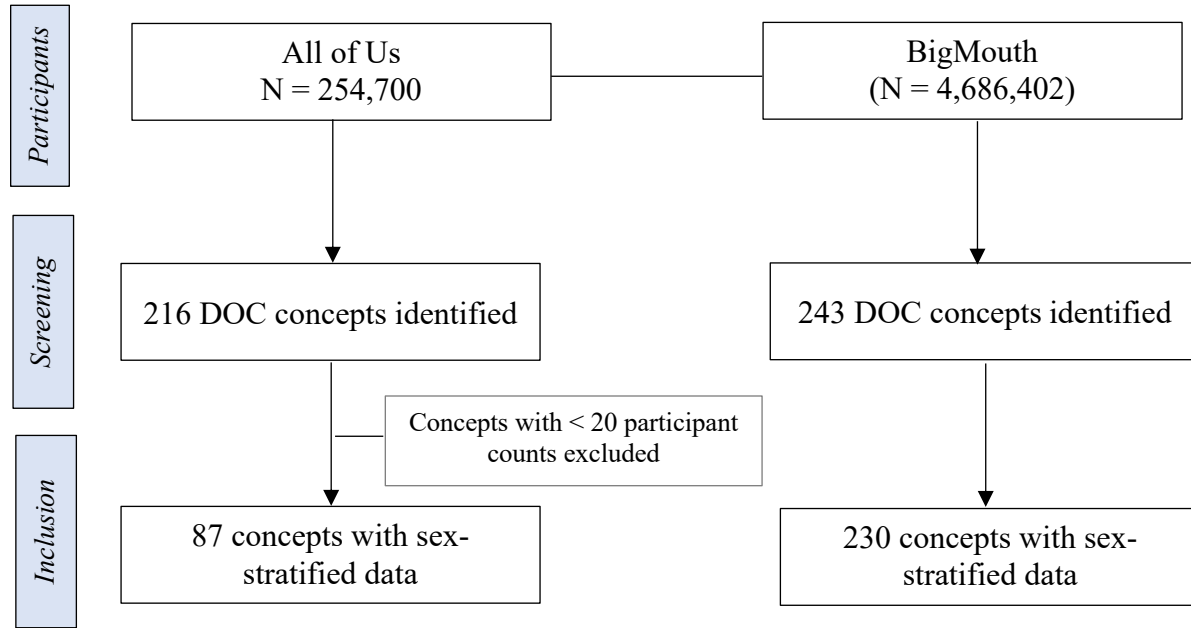 Participants
All of Us
N = 254,700
BigMouth
(N = 4,686,402)
Screening
216 DOC concepts identified
243 DOC concepts identified
Concepts with < 20 participant
counts excluded
Inclusion
87 concepts with sex-
stratified data
230 concepts with sex-
stratified data